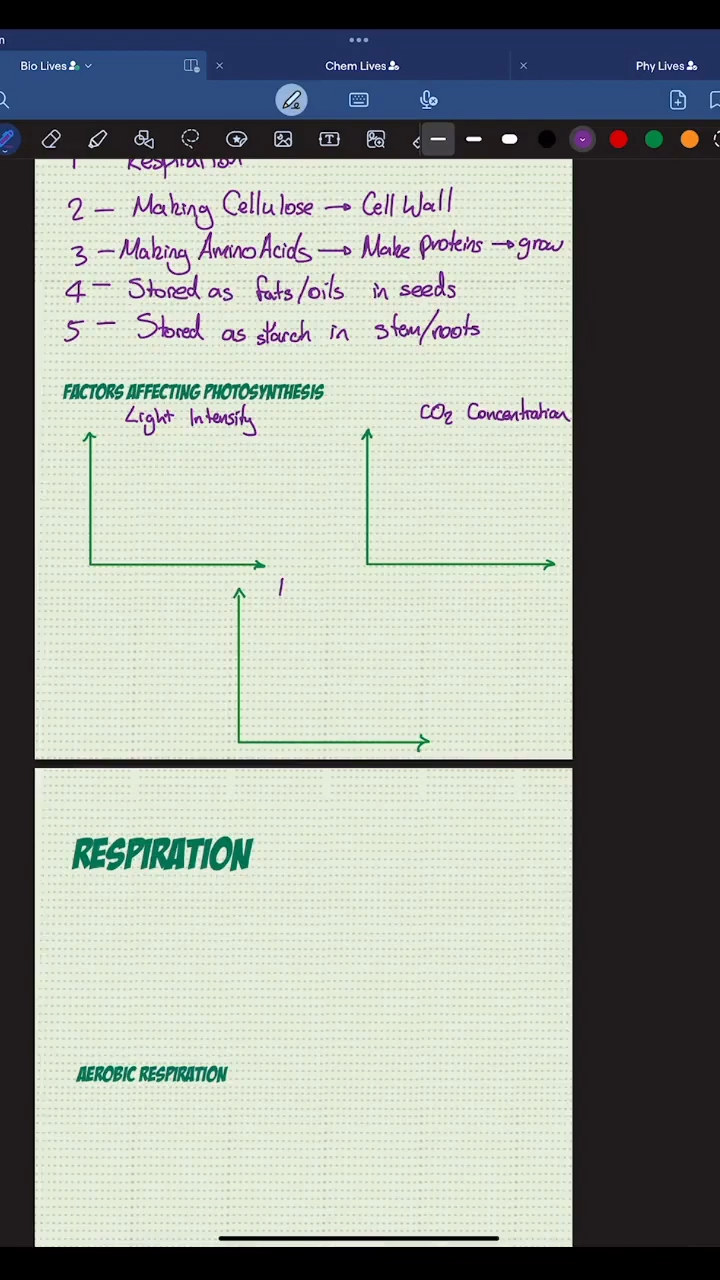 n
Bio Lives
Chem Lives
Phy Lives
1 Respiration
2 — Making Cellulose → Cell Wall
3 — Making Amino Acids → Make Proteins → grow
4 — Stored as fats/oils in seeds
5 — Stored as starch in stem/roots
FACTORS AFFECTING PHOTOSYNTHESIS
Light Intensity
CO2 Concentration
RESPIRATION
AEROBIC RESPIRATION